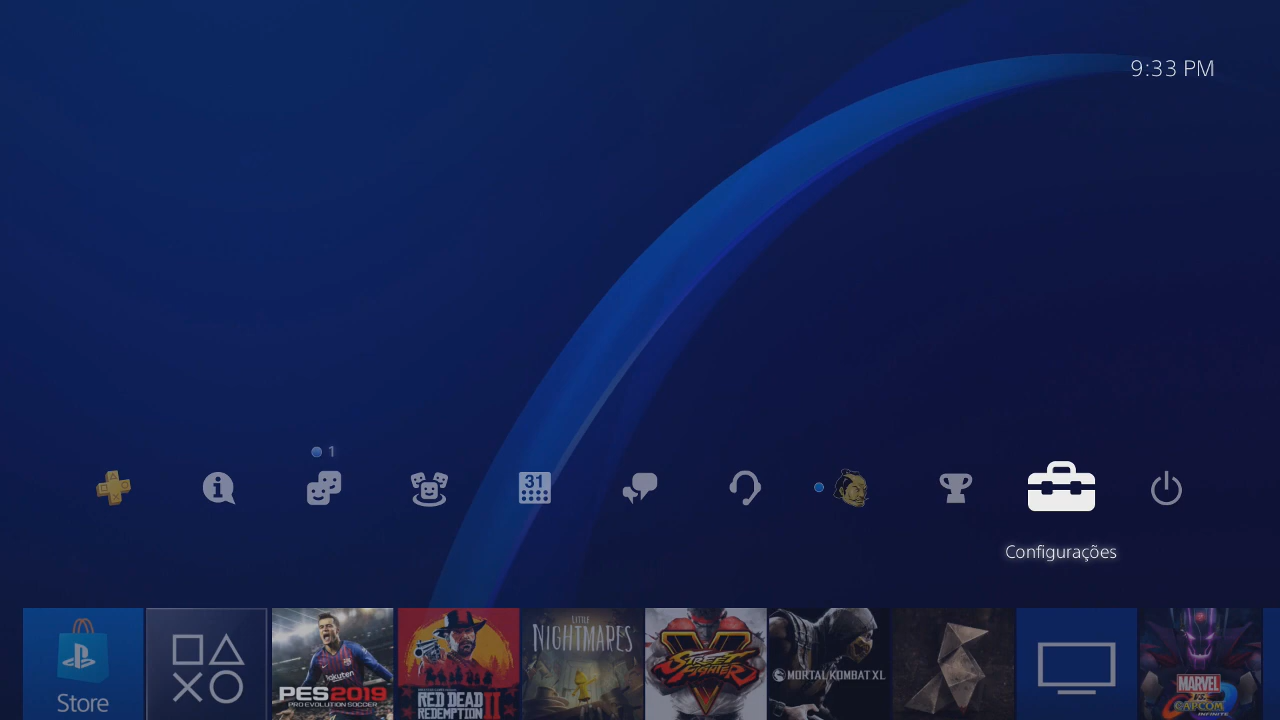 9:33 PM
1
31
Configurações
Store
PES2019
PRO EVOLUTION SOCCER
RED DEAD
REDEMPTION II
LITTLE
NIGHTMARES
STREET
FIGHTER
V
MORTAL KOMBAT XL
MARVEL
VS.
CAPCOM
INFINITE